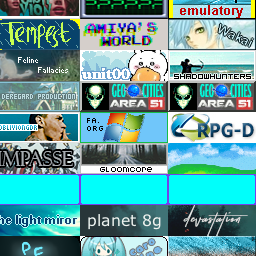 emulatory
Tempest
AMIYA'S
WORLD
Wakai
Feline
Fallacies
unit00
SHADOWHUNTERS
DEREGARD PRODUCTION
GEOCITIES
AREA 51
GEOCITIES
AREA 51
OBLIVIONGDR
FA.
ORG
RPG-D
IMPASSE
GLOOMCORE
the light mirror
planet 8g
devastation